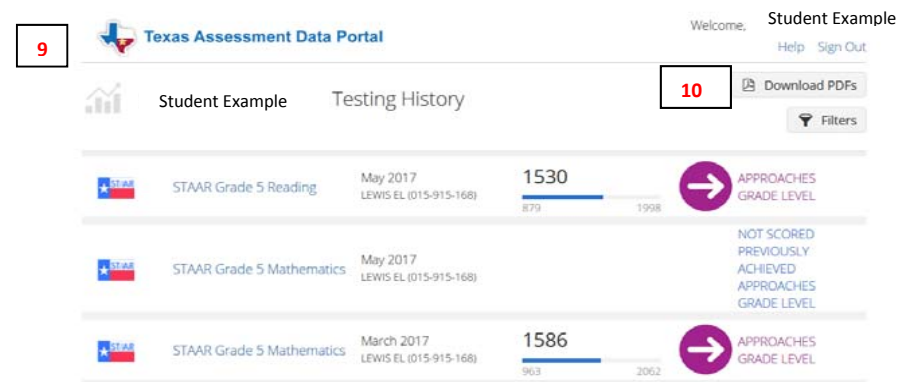 Welcome, Student Example
9 Texas Assessment Data Portal
Help Sign Out
10 Download PDFs
Student Example Testing History
Filters
STAAR STAAR Grade 5 Reading May 2017 1530 APPROACHES
LEWIS EL (015-915-168) GRADE LEVEL
879 1998
NOT SCORED
PREVIOUSLY
STAAR STAAR Grade 5 Mathematics May 2017 ACHIEVED
LEWIS EL (015-915-168) APPROACHES
GRADE LEVEL
STAAR STAAR Grade 5 Mathematics March 2017 1586 APPROACHES
LEWIS EL (015-915-168) GRADE LEVEL
963 2062